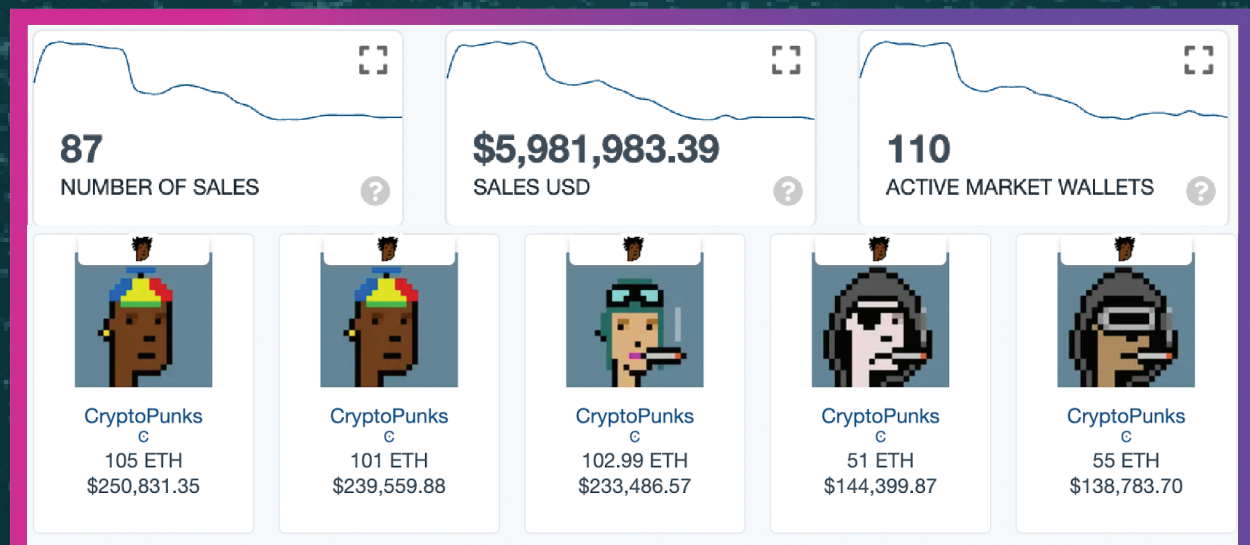 87
NUMBER OF SALES
?
$5,981,983.39
SALES USD
?
110
ACTIVE MARKET WALLETS
?
CryptoPunks
105 ETH
$250,831.35
CryptoPunks
101 ETH
$239,559.88
CryptoPunks
102.99 ETH
$233,486.57
CryptoPunks
51 ETH
$144,399.87
CryptoPunks
55 ETH
$138,783.70